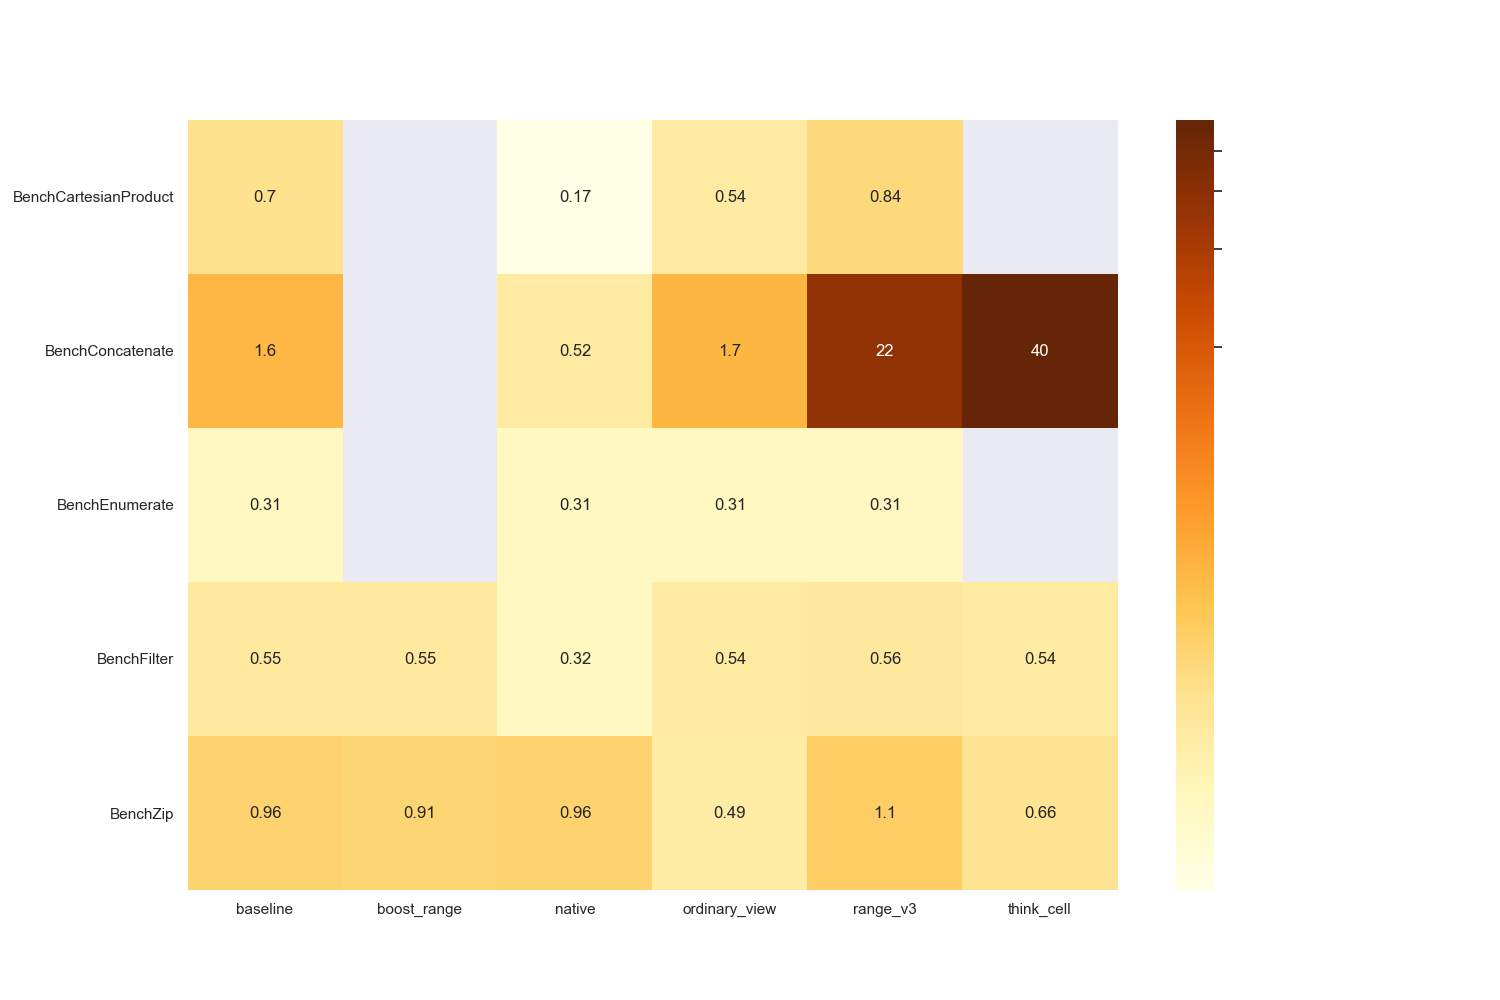 BenchCartesianProduct 0.7 0.17 0.54 0.84
BenchConcatenate 1.6 0.52 1.7 22 40
BenchEnumerate 0.31 0.31 0.31 0.31
BenchFilter 0.55 0.55 0.32 0.54 0.56 0.54
BenchZip 0.96 0.91 0.96 0.49 1.1 0.66
baseline boost_range native ordinary_view range_v3 think_cell